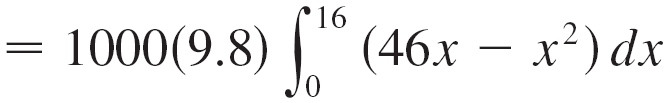 = 1000(9.8) ∫₀¹⁶ (46x − x²) dx